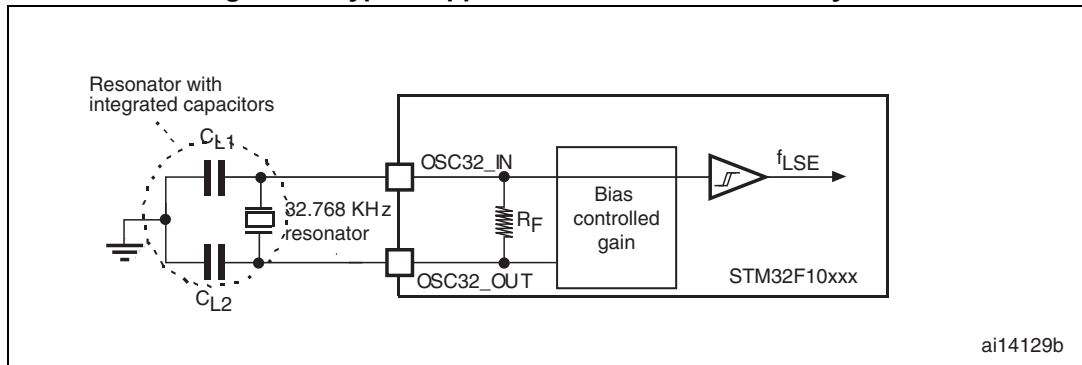 Resonator with
integrated capacitors
CL1
OSC32_IN
fLSE
32.768 KHz
resonator
RF
Bias
controlled
gain
STM32F10xxx
OSC32_OUT
CL2
ai14129b